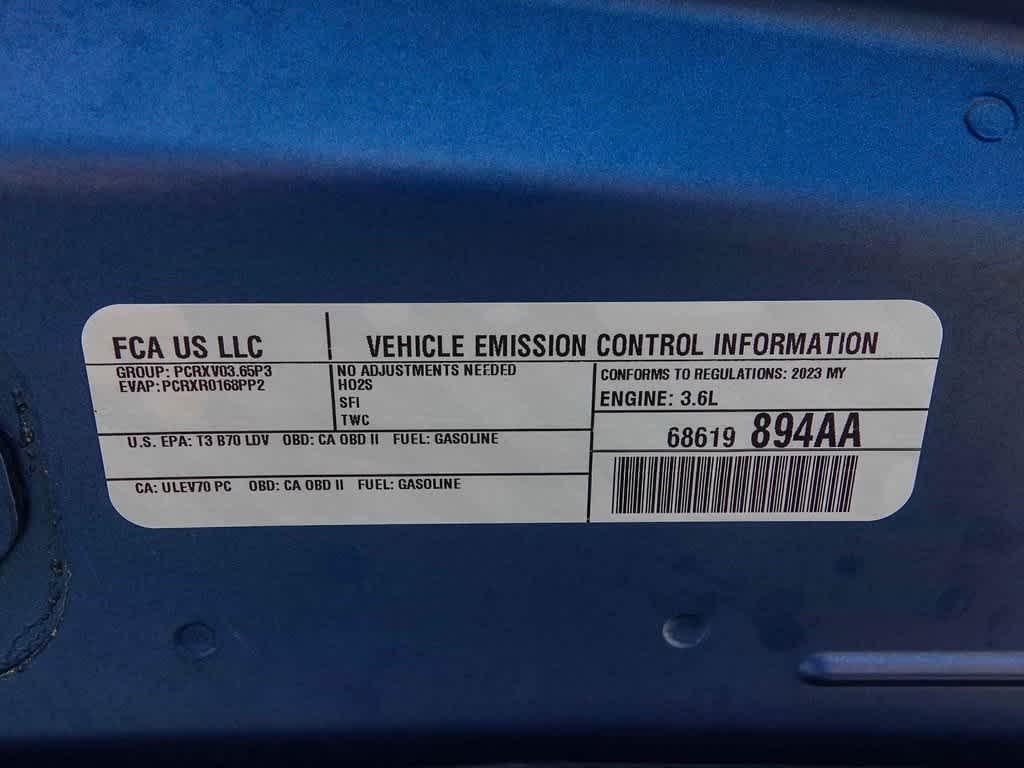 FCA US LLC
VEHICLE EMISSION CONTROL INFORMATION
GROUP: PCRXV03.65P3
EVAP: PCRXR0168PP2
NO ADJUSTMENTS NEEDED
HO2S
SFI
TWC
CONFORMS TO REGULATIONS: 2023 MY
ENGINE: 3.6L
U.S. EPA: T3 B70 LDV OBD: CA OBD II FUEL: GASOLINE
CA: ULEV70 PC OBD: CA OBD II FUEL: GASOLINE
68619 894AA